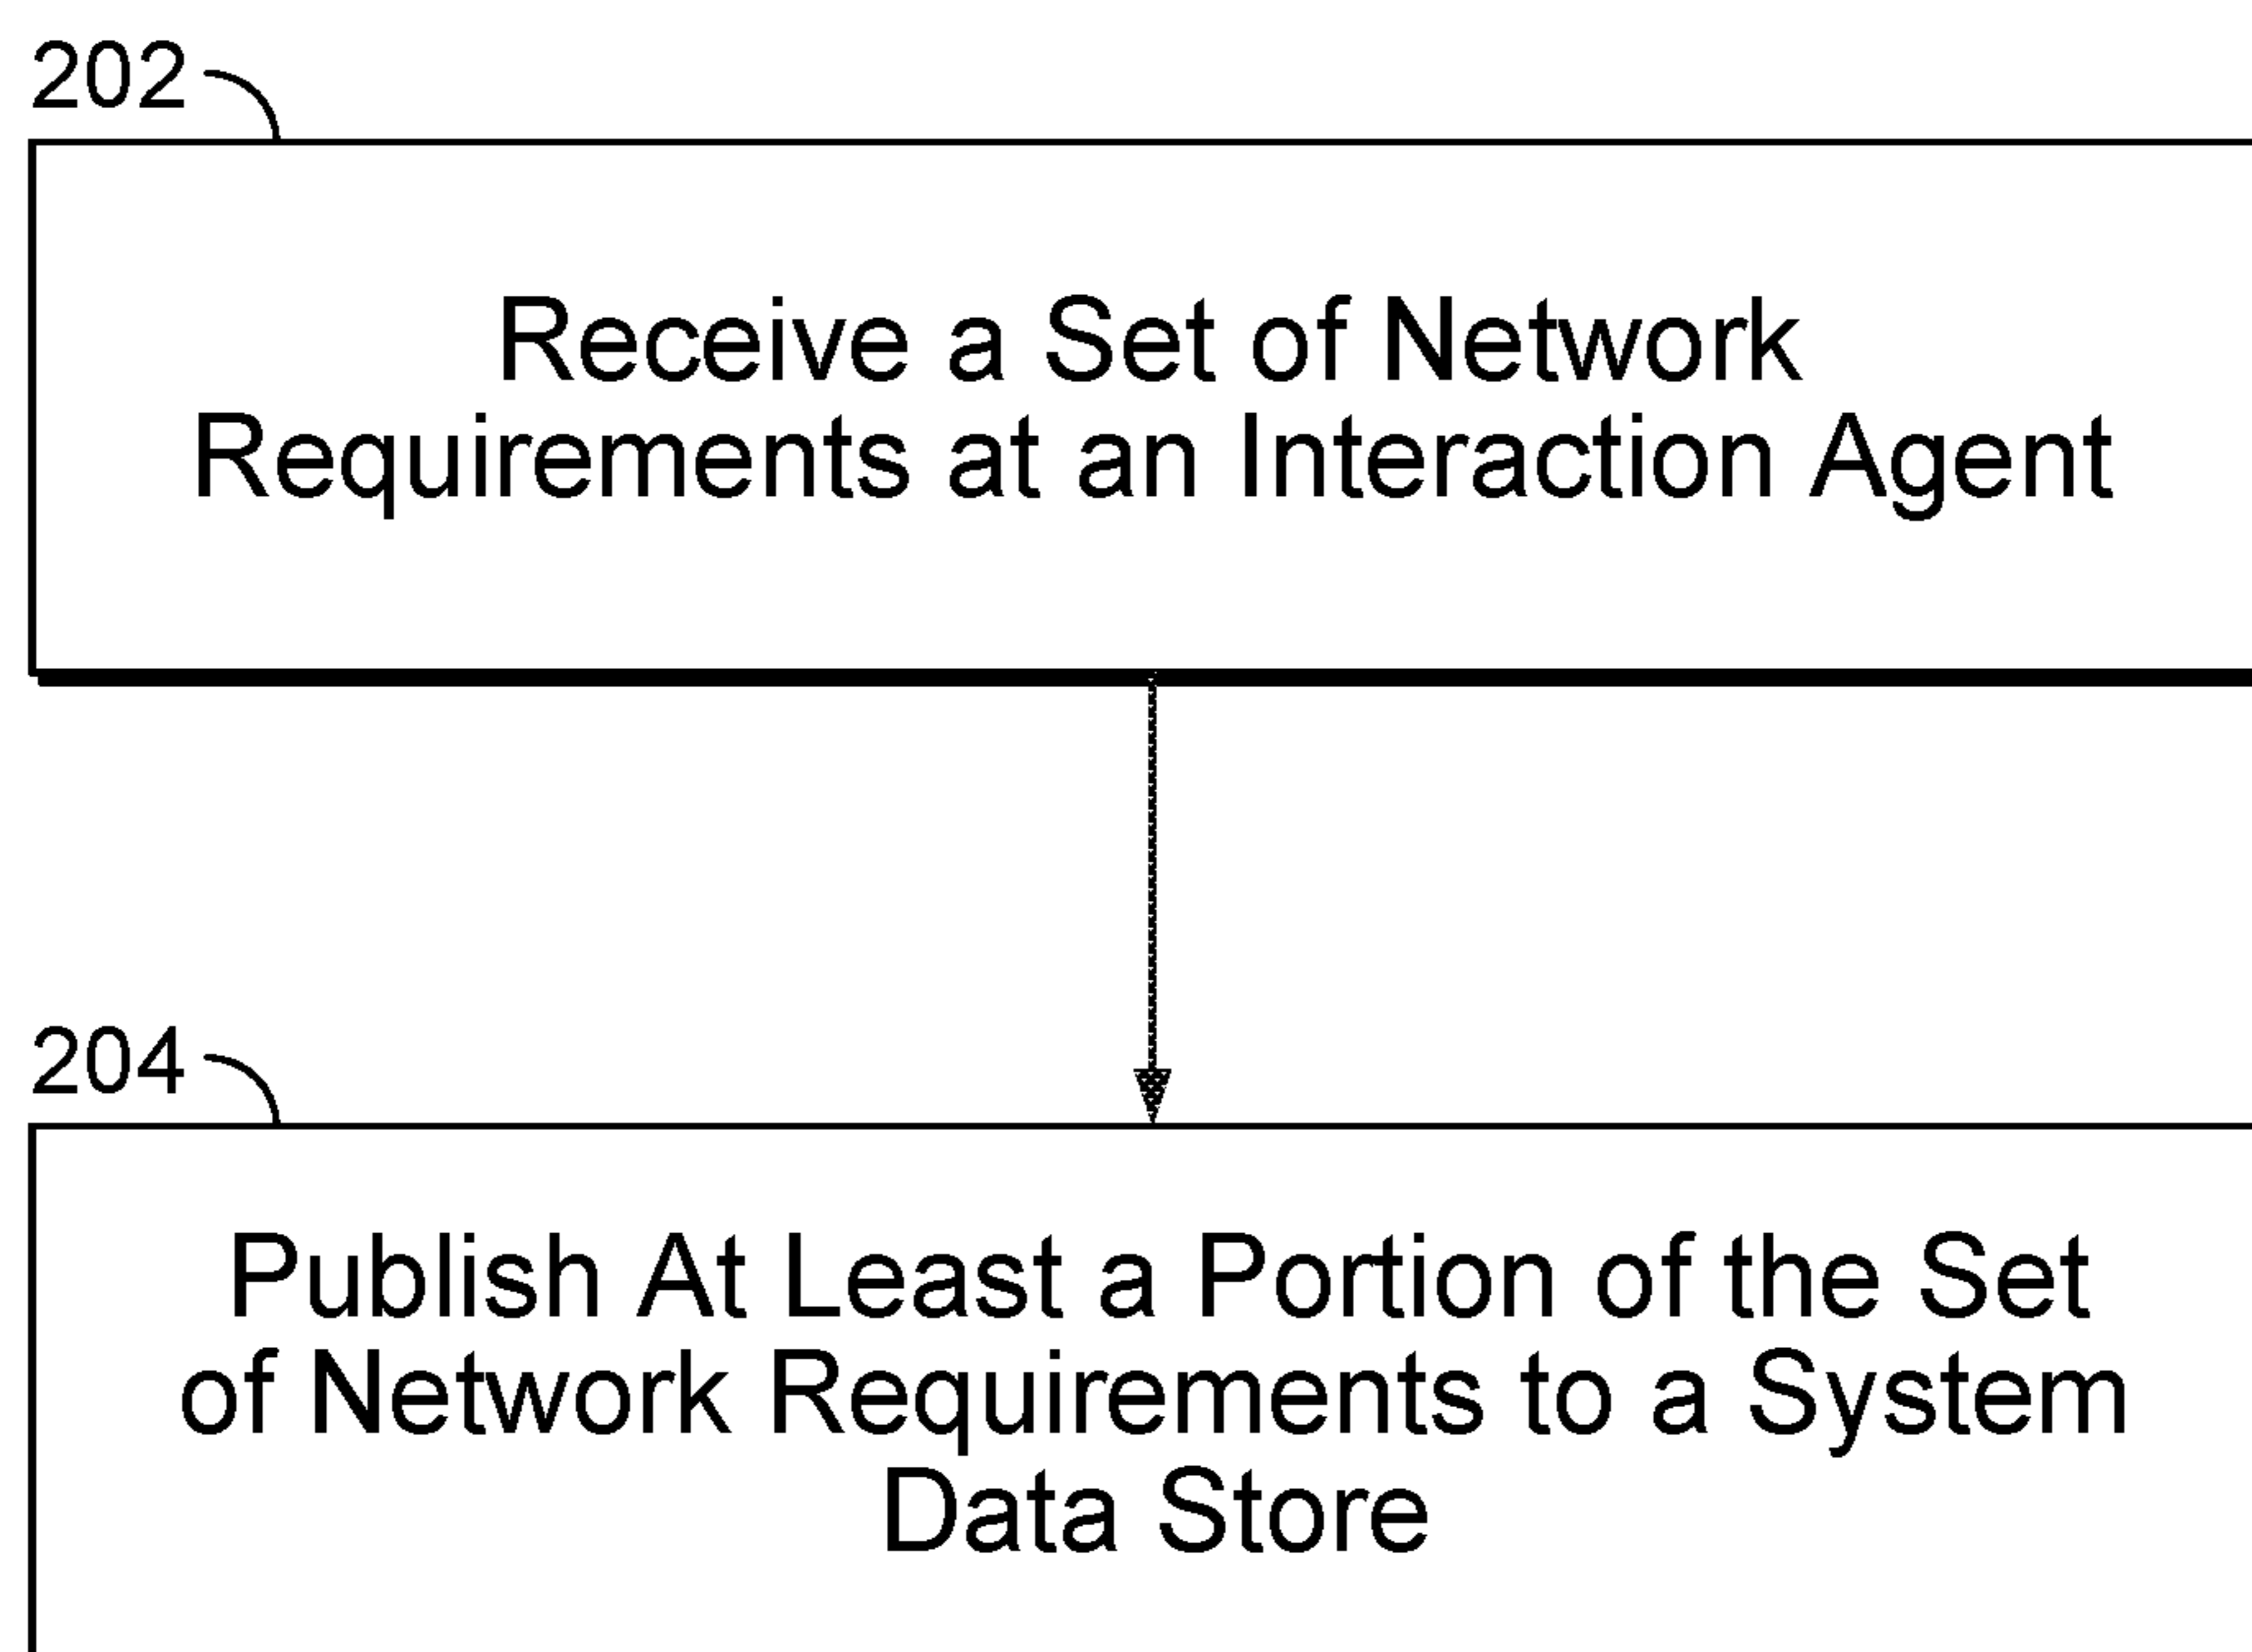 202
Receive a Set of Network
Requirements at an Interaction Agent
204
Publish At Least a Portion of the Set
of Network Requirements to a System
Data Store